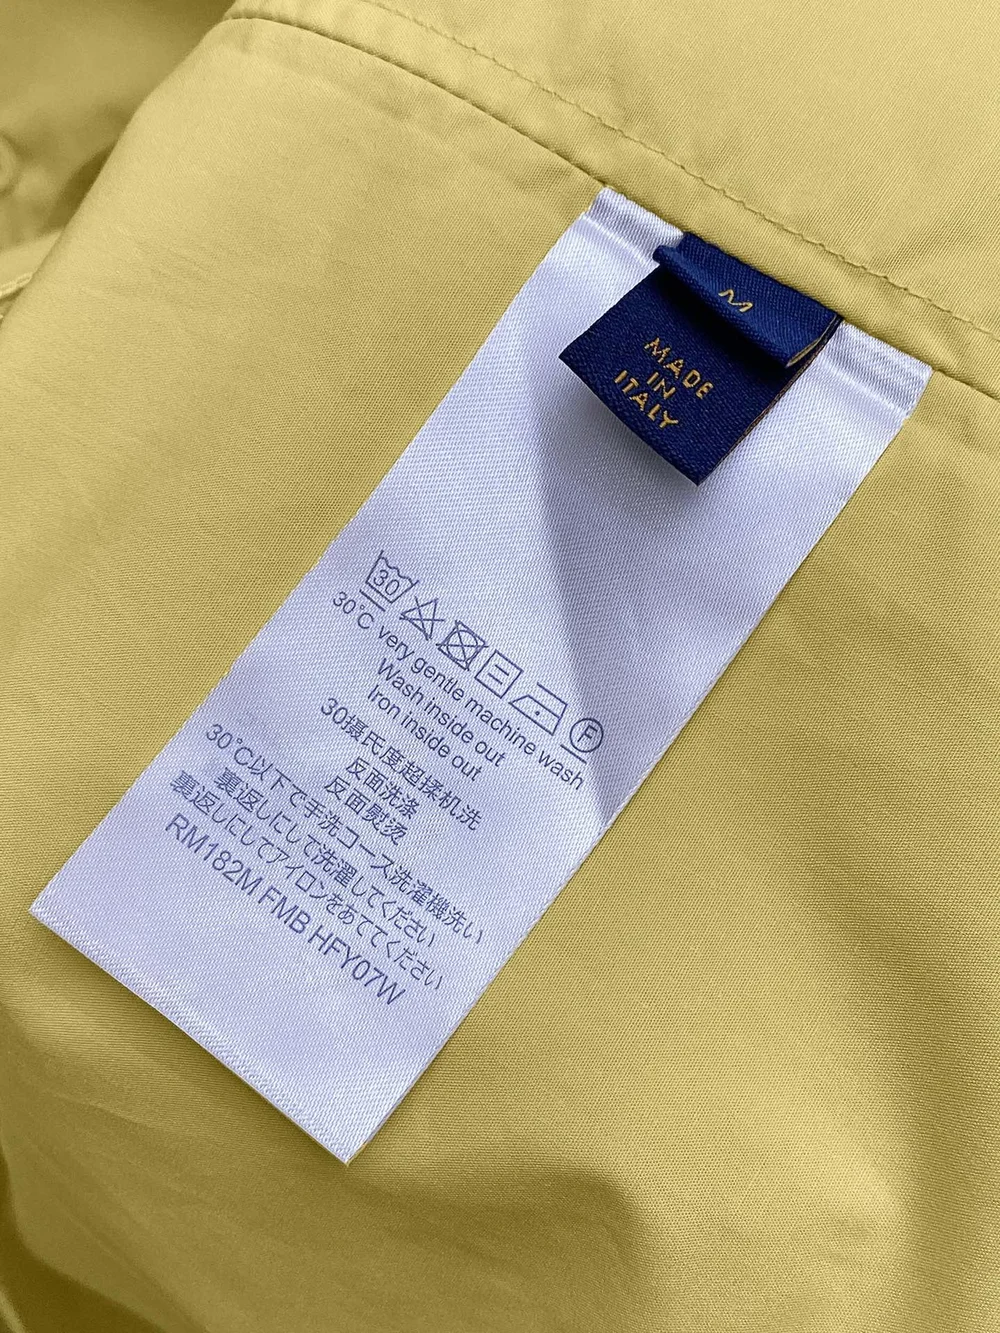 M
MADE
IN
ITALY
30
F
30°C very gentle machine wash
Wash inside out
Iron inside out
30摄氏度超揉机洗
反面洗涤
反面熨烫
30°C以下で手洗コース洗濯機洗い
裏返しにして洗濯してください
裏返しにしてアイロンをあててください
RM182M FMB HFY07W